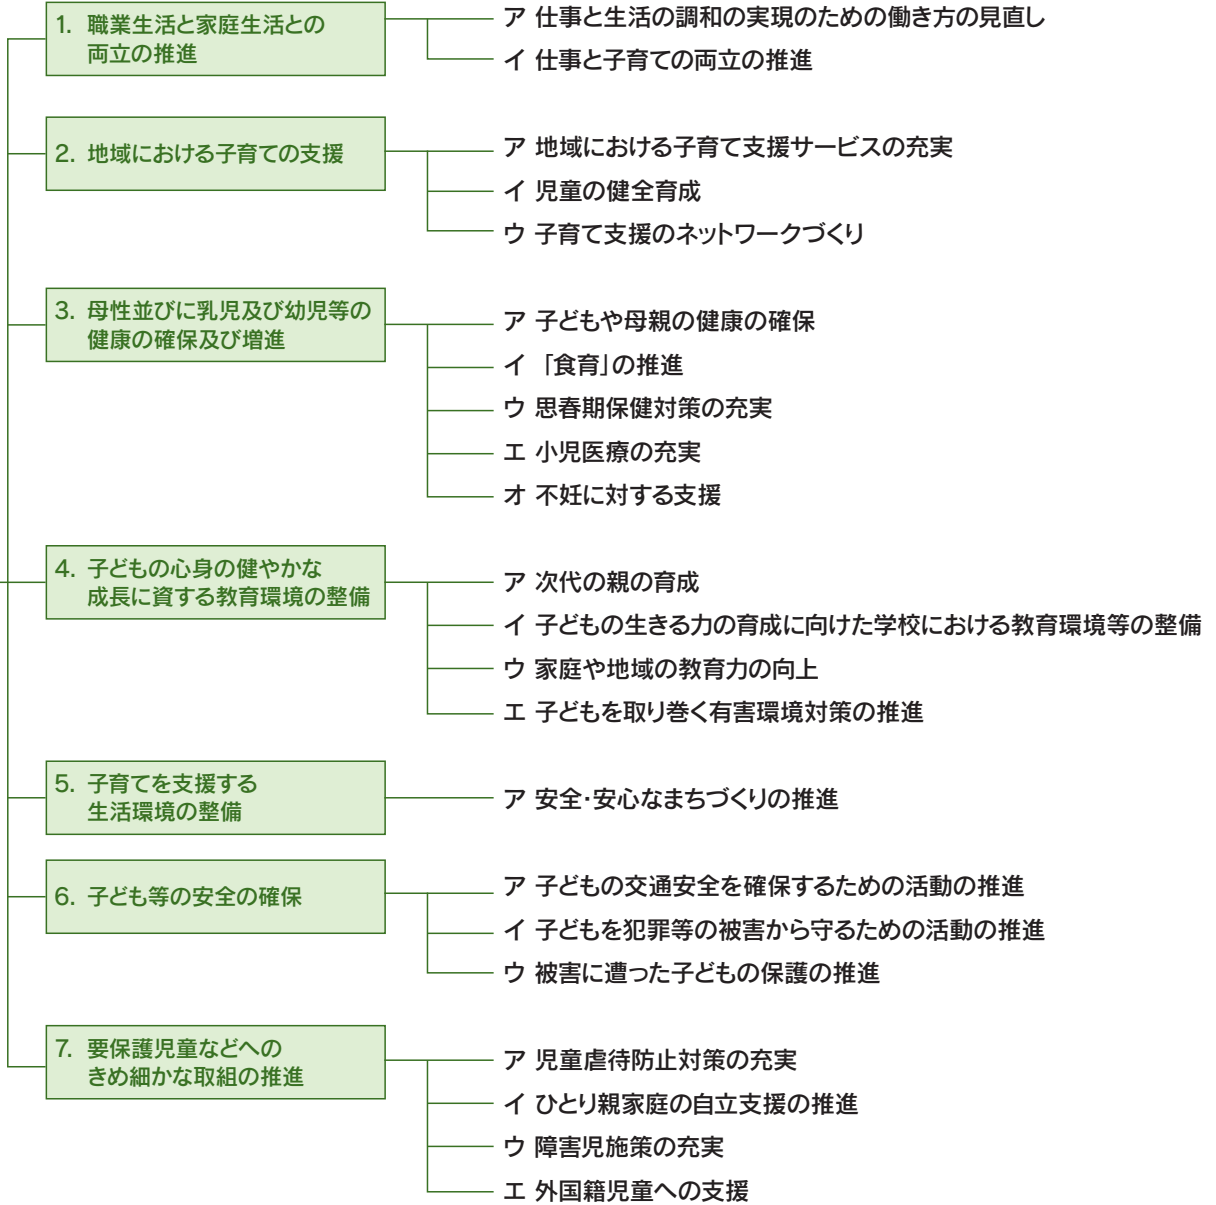 1. 職業生活と家庭生活との
両立の推進
ア 仕事と生活の調和の実現のための働き方の見直し
イ 仕事と子育ての両立の推進
2. 地域における子育ての支援
ア 地域における子育て支援サービスの充実
イ 児童の健全育成
ウ 子育て支援のネットワークづくり
3. 母性並びに乳児及び幼児等の
健康の確保及び増進
ア 子どもや母親の健康の確保
イ 「食育」の推進
ウ 思春期保健対策の充実
エ 小児医療の充実
オ 不妊に対する支援
4. 子どもの心身の健やかな
成長に資する教育環境の整備
ア 次代の親の育成
イ 子どもの生きる力の育成に向けた学校における教育環境等の整備
ウ 家庭や地域の教育力の向上
エ 子どもを取り巻く有害環境対策の推進
5. 子育てを支援する
生活環境の整備
ア 安全・安心なまちづくりの推進
6. 子ども等の安全の確保
ア 子どもの交通安全を確保するための活動の推進
イ 子どもを犯罪等の被害から守るための活動の推進
ウ 被害に遭った子どもの保護の推進
7. 要保護児童などへの
きめ細かな取組の推進
ア 児童虐待防止対策の充実
イ ひとり親家庭の自立支援の推進
ウ 障害児施策の充実
エ 外国籍児童への支援